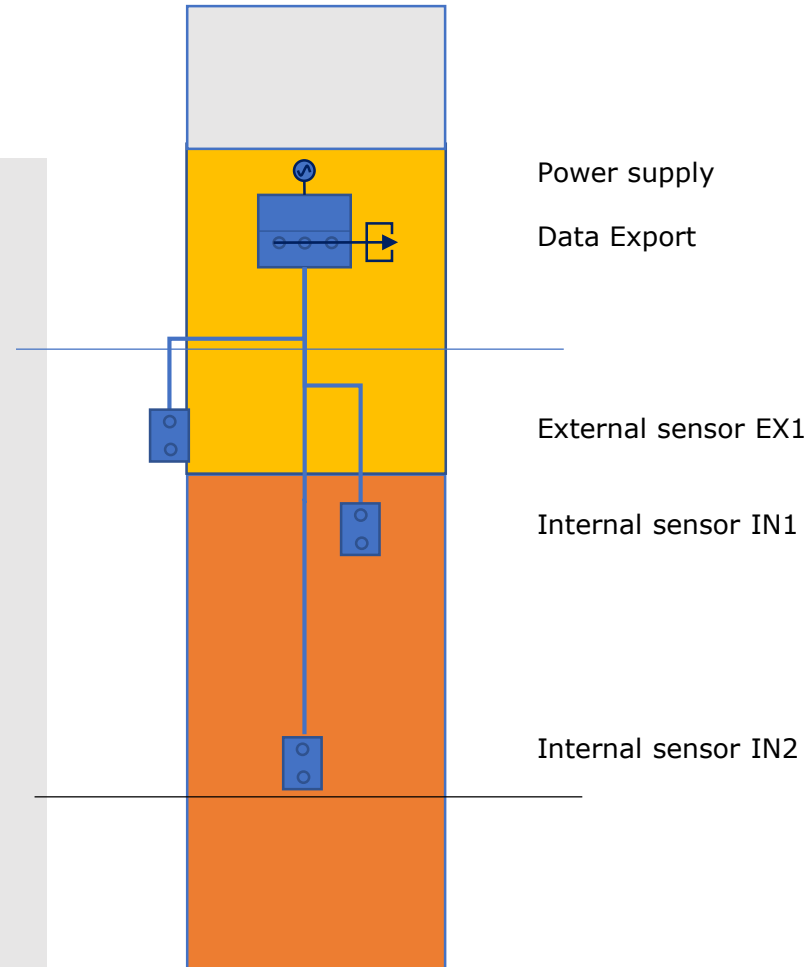 Power supply
Data Export
External sensor EX1
Internal sensor IN1
Internal sensor IN2